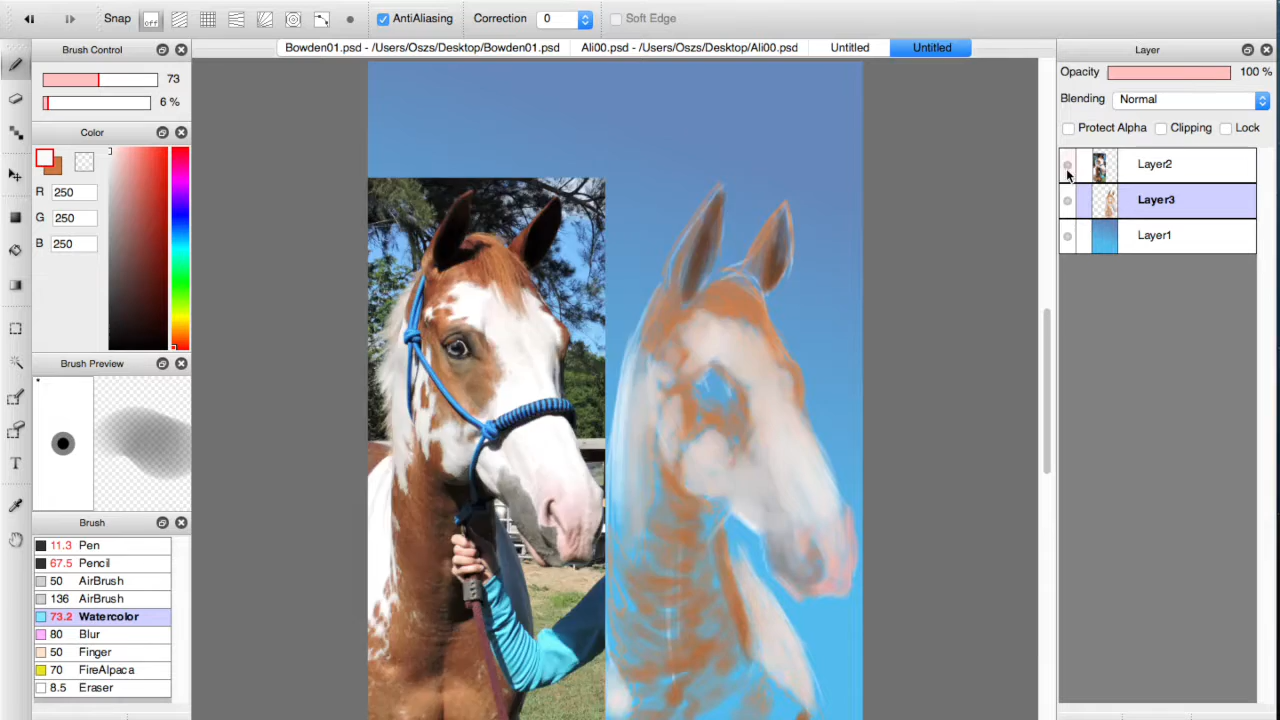 Snap off AntiAliasing Correction 0 Soft Edge
Bowden01.psd - /Users/Oszs/Desktop/Bowden01.psd Ali00.psd - /Users/Oszs/Desktop/Ali00.psd Untitled Untitled
Brush Control
73
6 %
Color
R 250
G 250
B 250
Brush Preview
Brush
11.3 Pen
67.5 Pencil
50 AirBrush
136 AirBrush
73.2 Watercolor
80 Blur
50 Finger
70 FireAlpaca
8.5 Eraser
T
Layer
Opacity 100 %
Blending Normal
Protect Alpha Clipping Lock
Layer2
Layer3
Layer1